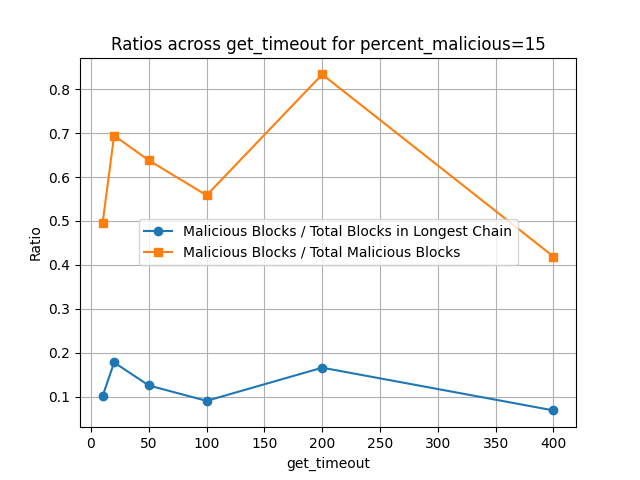 Ratios across get_timeout for percent_malicious=15
Ratio
0.8
0.7
0.6
0.5
0.4
0.3
0.2
0.1
Malicious Blocks / Total Blocks in Longest Chain
Malicious Blocks / Total Malicious Blocks
0 50 100 150 200 250 300 350 400
get_timeout